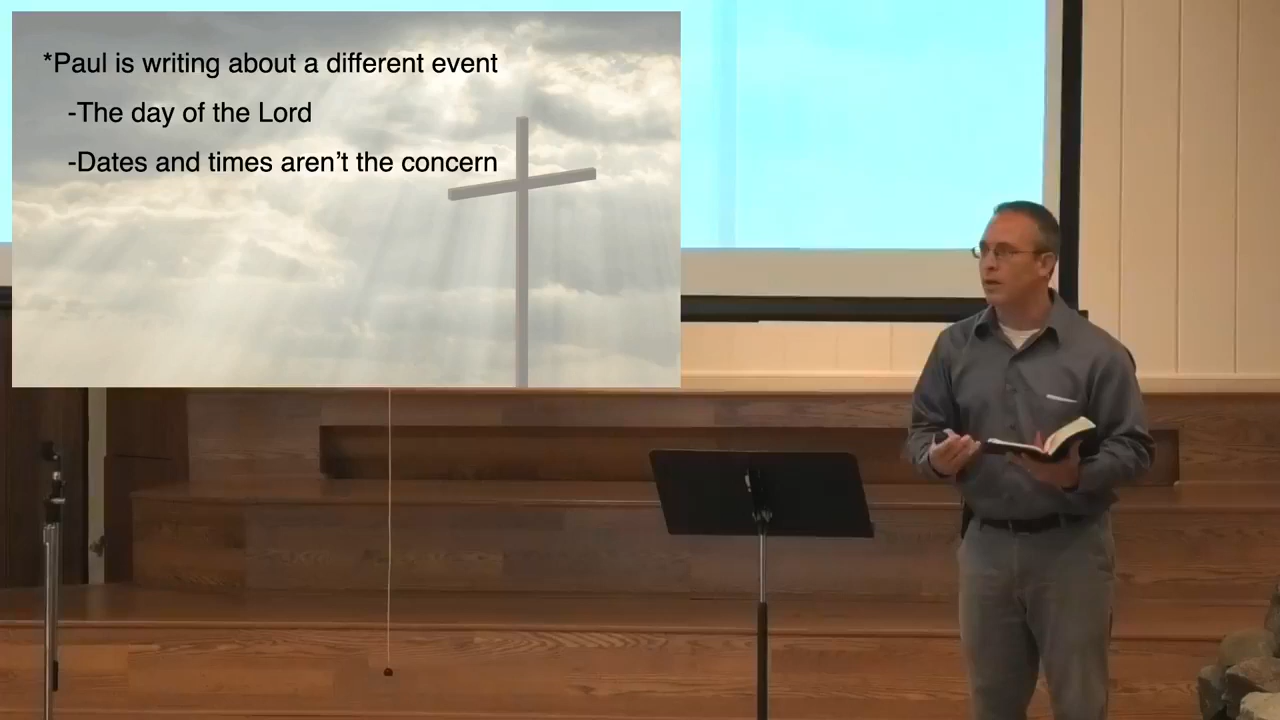 *Paul is writing about a different event
-The day of the Lord
-Dates and times aren't the concern